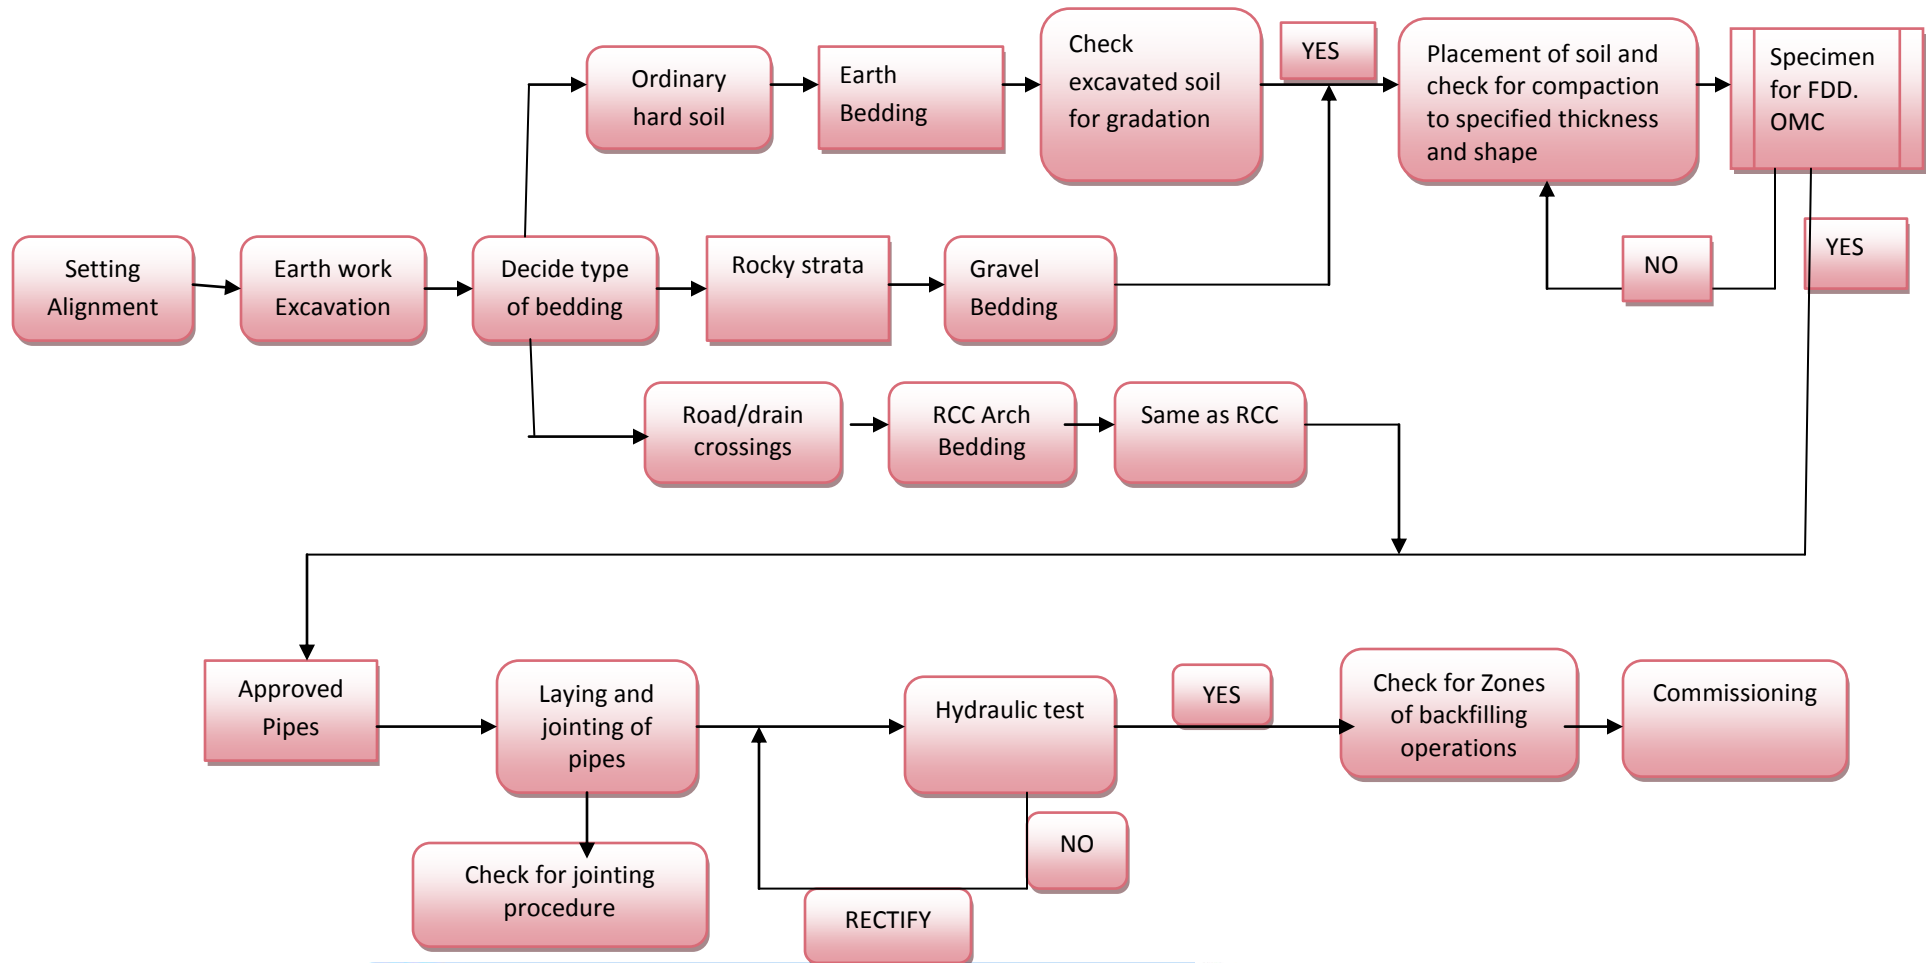 Ordinary
hard soil
Earth
Bedding
Check
excavated soil
for gradation
YES
Placement of soil and
check for compaction
to specified thickness
and shape
Specimen
for FDD.
OMC
Setting
Alignment
Earth work
Excavation
Decide type
of bedding
Rocky strata
Gravel
Bedding
NO
YES
Road/drain
crossings
RCC Arch
Bedding
Same as RCC
Approved
Pipes
Laying and
jointing of
pipes
Hydraulic test
YES
Check for Zones
of backfilling
operations
Commissioning
Check for jointing
procedure
NO
RECTIFY